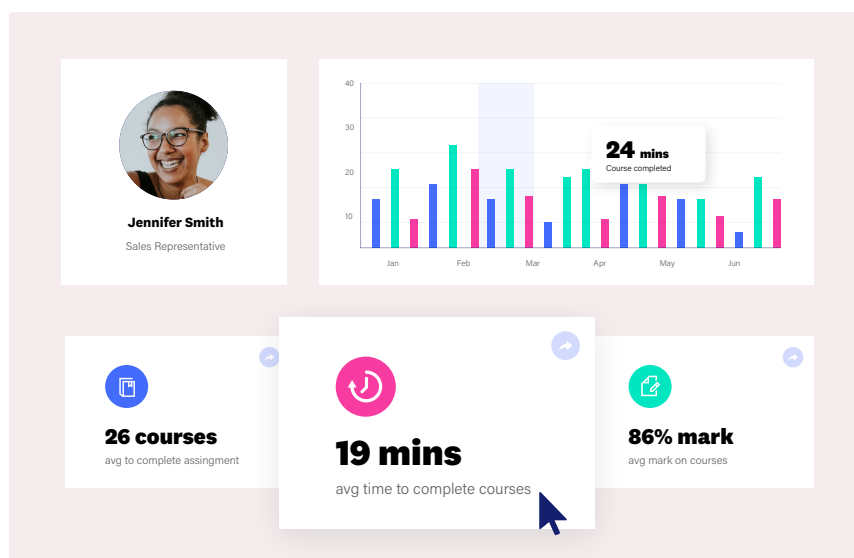 Jennifer Smith
Sales Representative
40
30
20
10
24 mins
Course completed
Jan Feb Mar Apr May Jun
26 courses
avg to complete assingment
19 mins
avg time to complete courses
86% mark
avg mark on courses